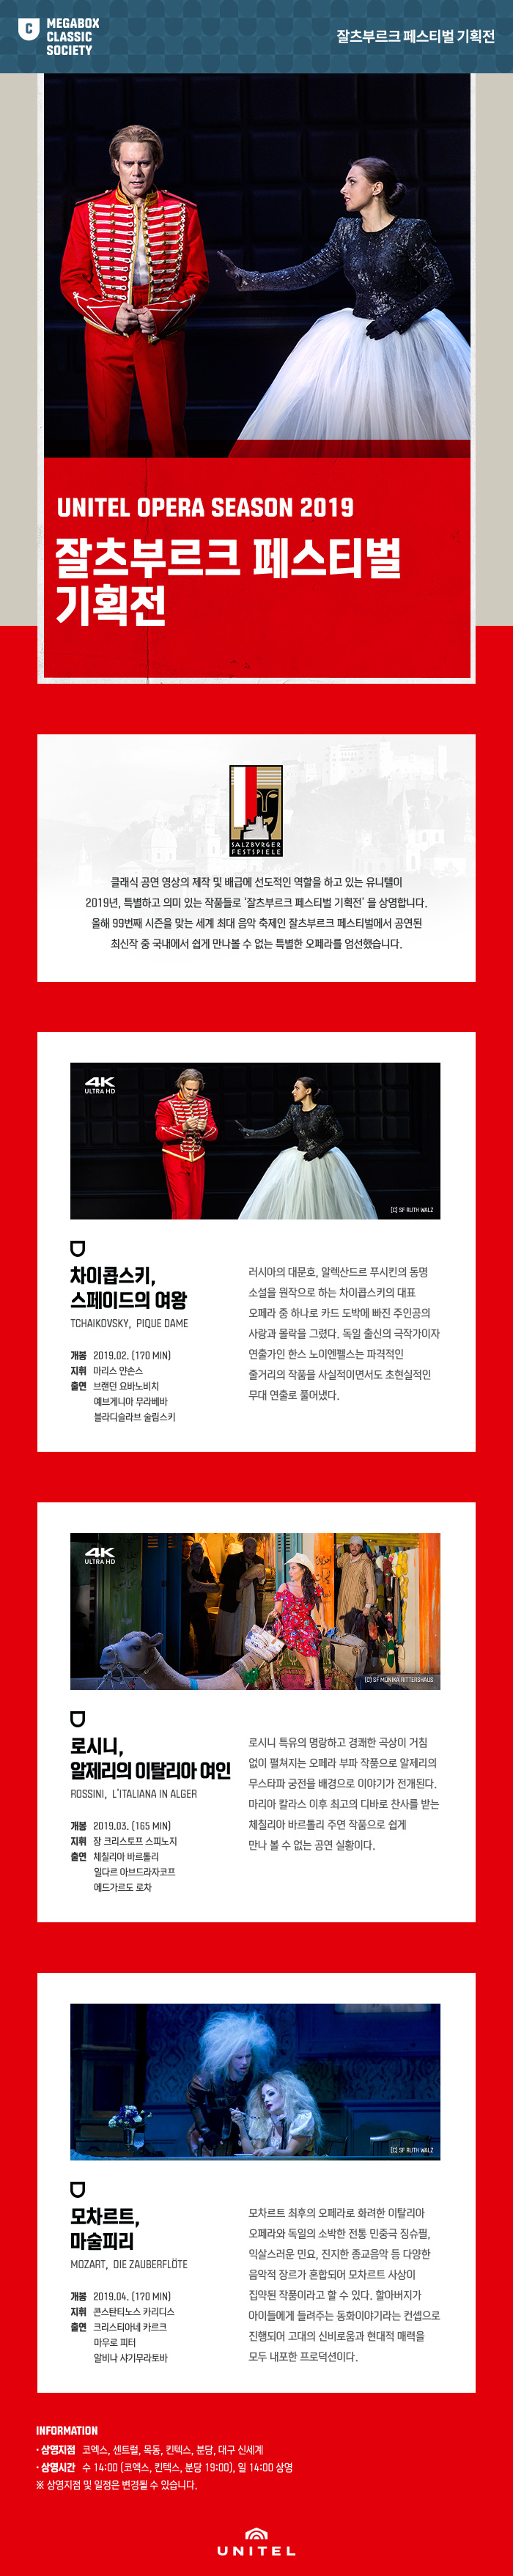 C
MEGABOX
CLASSIC
SOCIETY
잘츠부르크 페스티벌 기획전
UNITEL OPERA SEASON 2019
잘츠부르크 페스티벌
기획전
SALZBVRGER
FESTSPIELE
클래식 공연 영상의 제작 및 배급에 선도적인 역할을 하고 있는 유니텔이
2019년, 특별하고 의미 있는 작품들로 '잘츠부르크 페스티벌 기획전' 을 상영합니다.
올해 99번째 시즌을 맞는 세계 최대 음악 축제인 잘츠부르크 페스티벌에서 공연된
최신작 중 국내에서 쉽게 만나볼 수 없는 특별한 오페라를 엄선했습니다.
4K
ULTRA HD
(C) SF RUTH WALZ
차이콥스키,
스페이드의 여왕
TCHAIKOVSKY, PIQUE DAME
개봉 2019.02. (170 MIN)
지휘 마리스 얀손스
출연 브랜던 요바노비치
예브게니아 무라베바
블라디슬라브 술림스키
러시아의 대문호, 알렉산드르 푸시킨의 동명
소설을 원작으로 하는 차이콥스키의 대표
오페라 중 하나로 카드 도박에 빠진 주인공의
사랑과 몰락을 그렸다. 독일 출신의 극작가이자
연출가인 한스 노이엔펠스는 파격적인
줄거리의 작품을 사실적이면서도 초현실적인
무대 연출로 풀어냈다.
4K
ULTRA HD
(C) SF MONIKA RITTERSHAUS
로시니,
알제리의 이탈리아 여인
ROSSINI, L'ITALIANA IN ALGER
개봉 2019.03. (165 MIN)
지휘 장 크리스토프 스피노지
출연 체칠리아 바르톨리
일다르 아브드라자코프
메드가르도 로차
로시니 특유의 명랑하고 경쾌한 곡상이 거침
없이 펼쳐지는 오페라 부파 작품으로 알제리의
무스타파 궁전을 배경으로 이야기가 전개된다.
마리아 칼라스 이후 최고의 디바로 찬사를 받는
체칠리아 바르톨리 주연 작품으로 쉽게
만나 볼 수 없는 공연 실황이다.
(C) SF RUTH WALZ
모차르트,
마술피리
MOZART, DIE ZAUBERFLÖTE
개봉 2019.04. (170 MIN)
지휘 콘스탄티노스 카리디스
출연 크리스티아네 카르크
마우로 피터
알비나 샤기무라토바
모차르트 최후의 오페라로 화려한 이탈리아
오페라와 독일의 소박한 전통 민중극 징슈필,
익살스러운 민요, 진지한 종교음악 등 다양한
음악적 장르가 혼합되어 모차르트 사상이
집약된 작품이라고 할 수 있다. 할아버지가
아이들에게 들려주는 동화이야기라는 컨셉으로
진행되어 고대의 신비로움과 현대적 매력을
모두 내포한 프로덕션이다.
INFORMATION
· 상영지점 코엑스, 센트럴, 목동, 킨텍스, 분당, 대구 신세계
· 상영시간 수 14:00 (코엑스, 킨텍스, 분당 19:00), 일 14:00 상영
※ 상영지점 및 일정은 변경될 수 있습니다.
UNITEL